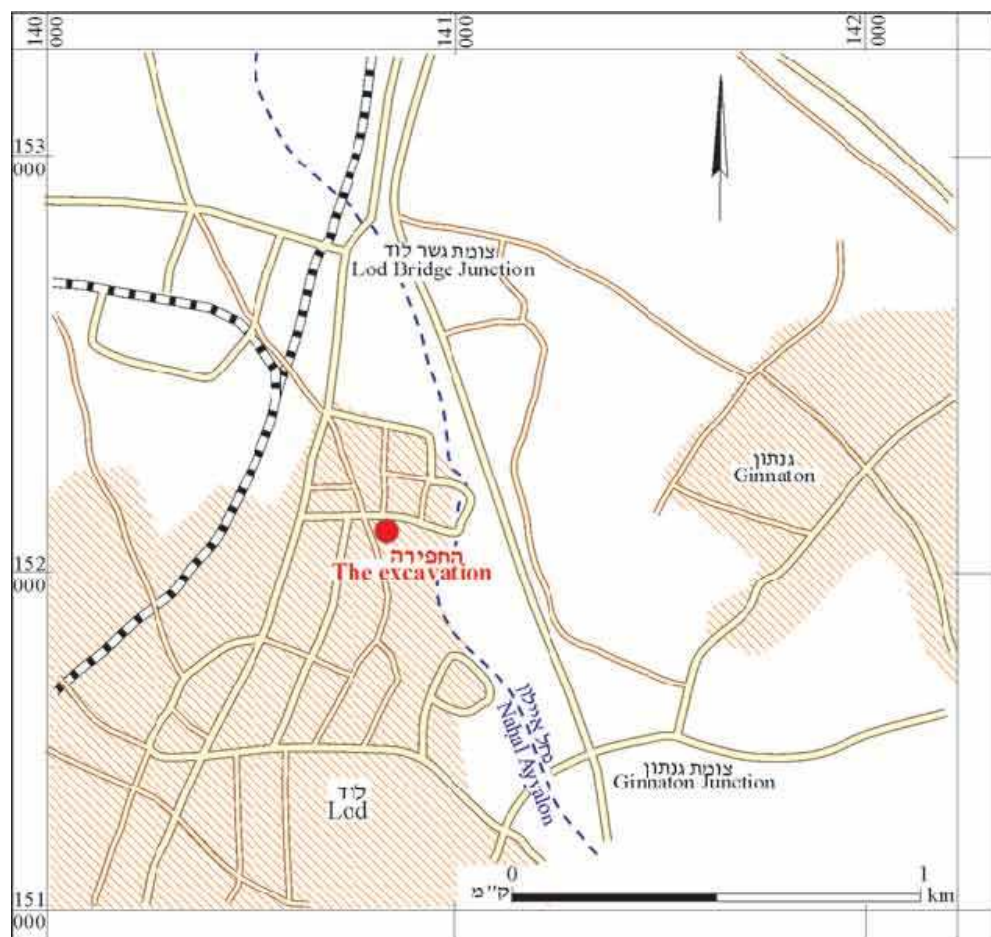 140
000
141
000
142
000
153
000
צומת גשר לוד
Lod Bridge Junction
גנתון
Ginnaton
החפירה
The excavation
152
000
נחל איילון
Nahal Ayyalon
צומת גנתון
Ginnaton Junction
לוד
Lod
0
1
ק"מ
km
151
000